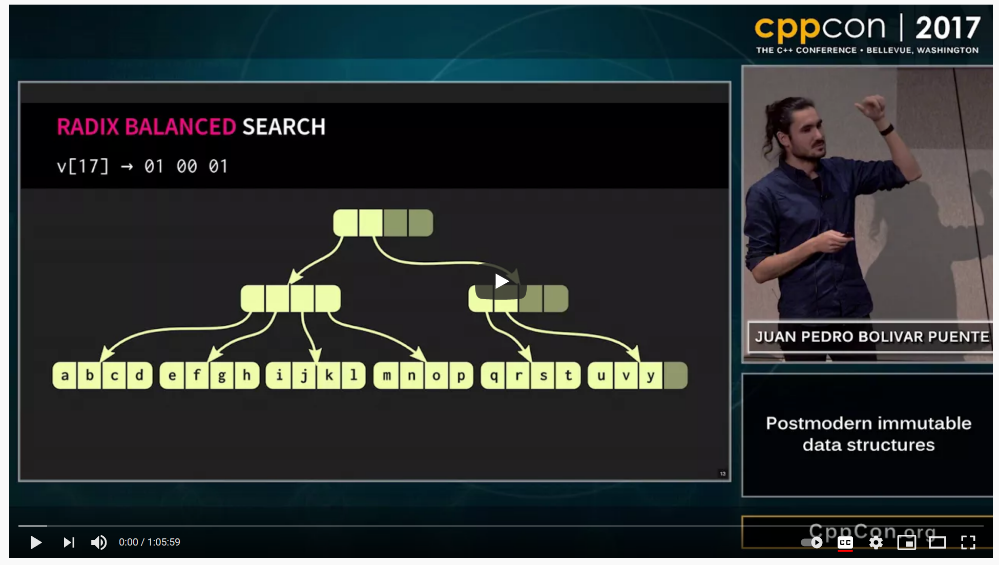 cppcon | 2017
THE C++ CONFERENCE • BELLEVUE, WASHINGTON
RADIX BALANCED SEARCH
v[17] → 01 00 01
a b c d e f g h i j k l m n o p q r s t u v y
13
JUAN PEDRO BOLIVAR PUENTE
Postmodern immutable
data structures
CppCon.org
0:00 / 1:05:59
CC